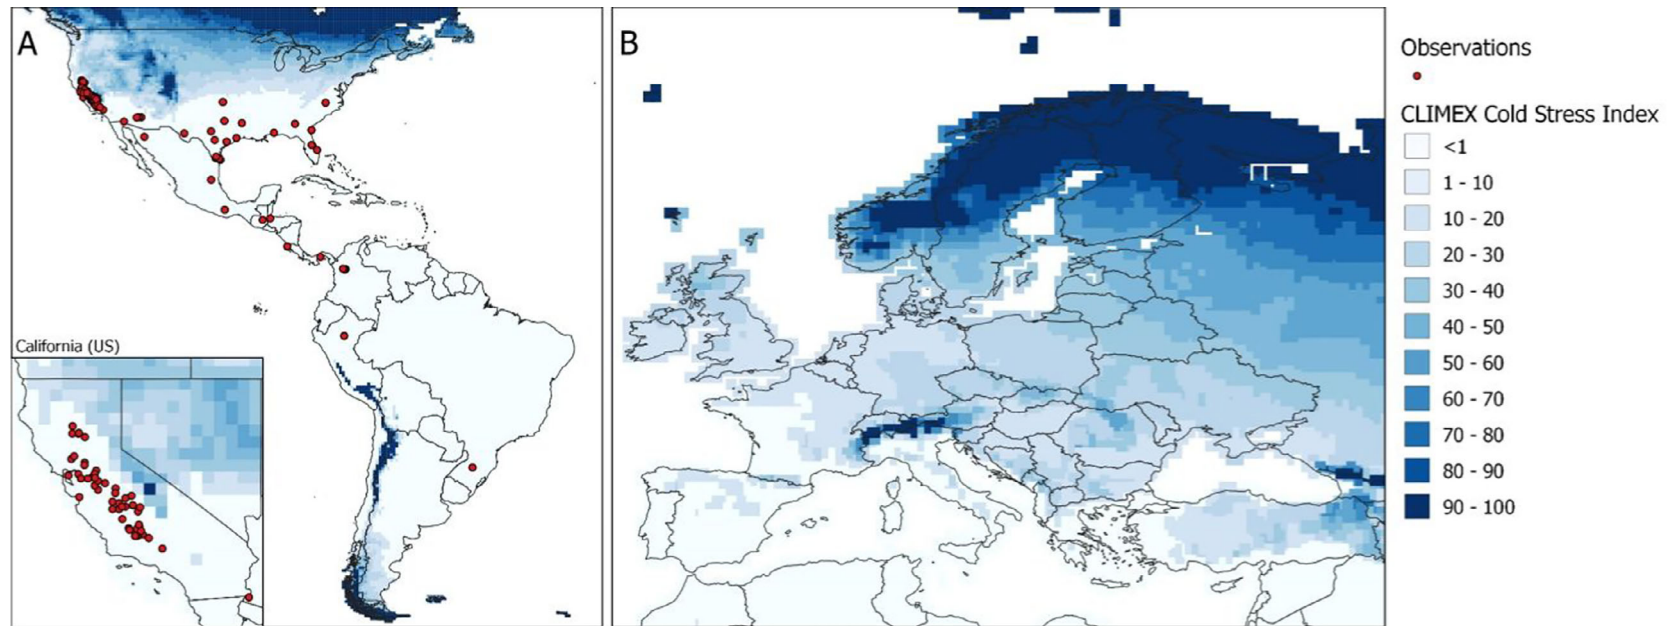 A
B
California (US)
Observations
CLIMEX Cold Stress Index
<1
1 - 10
10 - 20
20 - 30
30 - 40
40 - 50
50 - 60
60 - 70
70 - 80
80 - 90
90 - 100